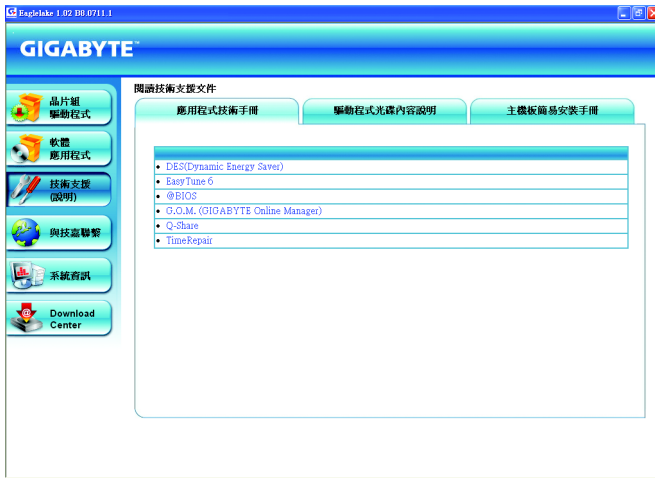 Eaglelake 1.02 B8.0711.1
GIGABYTE™
晶片組
驅動程式
軟體
應用程式
技術支援
(說明)
與技嘉聯繫
系統資訊
Download
Center
閱讀技術支援文件
應用程式技術手冊
驅動程式光碟內容說明
主機板簡易安裝手冊
• DES(Dynamic Energy Saver)
• EasyTune 6
• @BIOS
• G.O.M. (GIGABYTE Online Manager)
• Q-Share
• TimeRepair